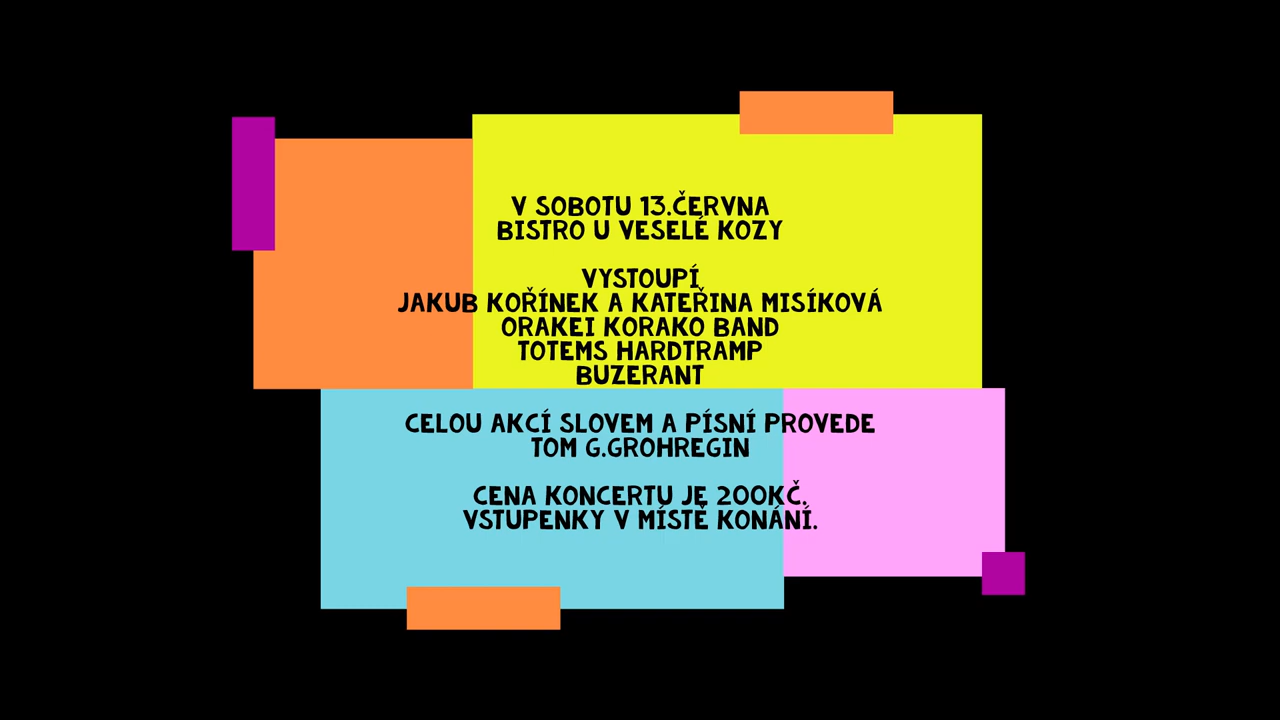 V SOBOTU 13.ČERVNA
BISTRO U VESELÉ KOZY
VYSTOUPÍ
JAKUB KOŘÍNEK A KATEŘINA MISÍKOVÁ
ORAKEI KORAKO BAND
TOTEMS HARDTRAMP
BUZERANT
CELOU AKCÍ SLOVEM A PÍSNÍ PROVEDE
TOM G.GROHREGIN
CENA KONCERTU JE 200KČ.
VSTUPENKY V MÍSTĚ KONÁNÍ.